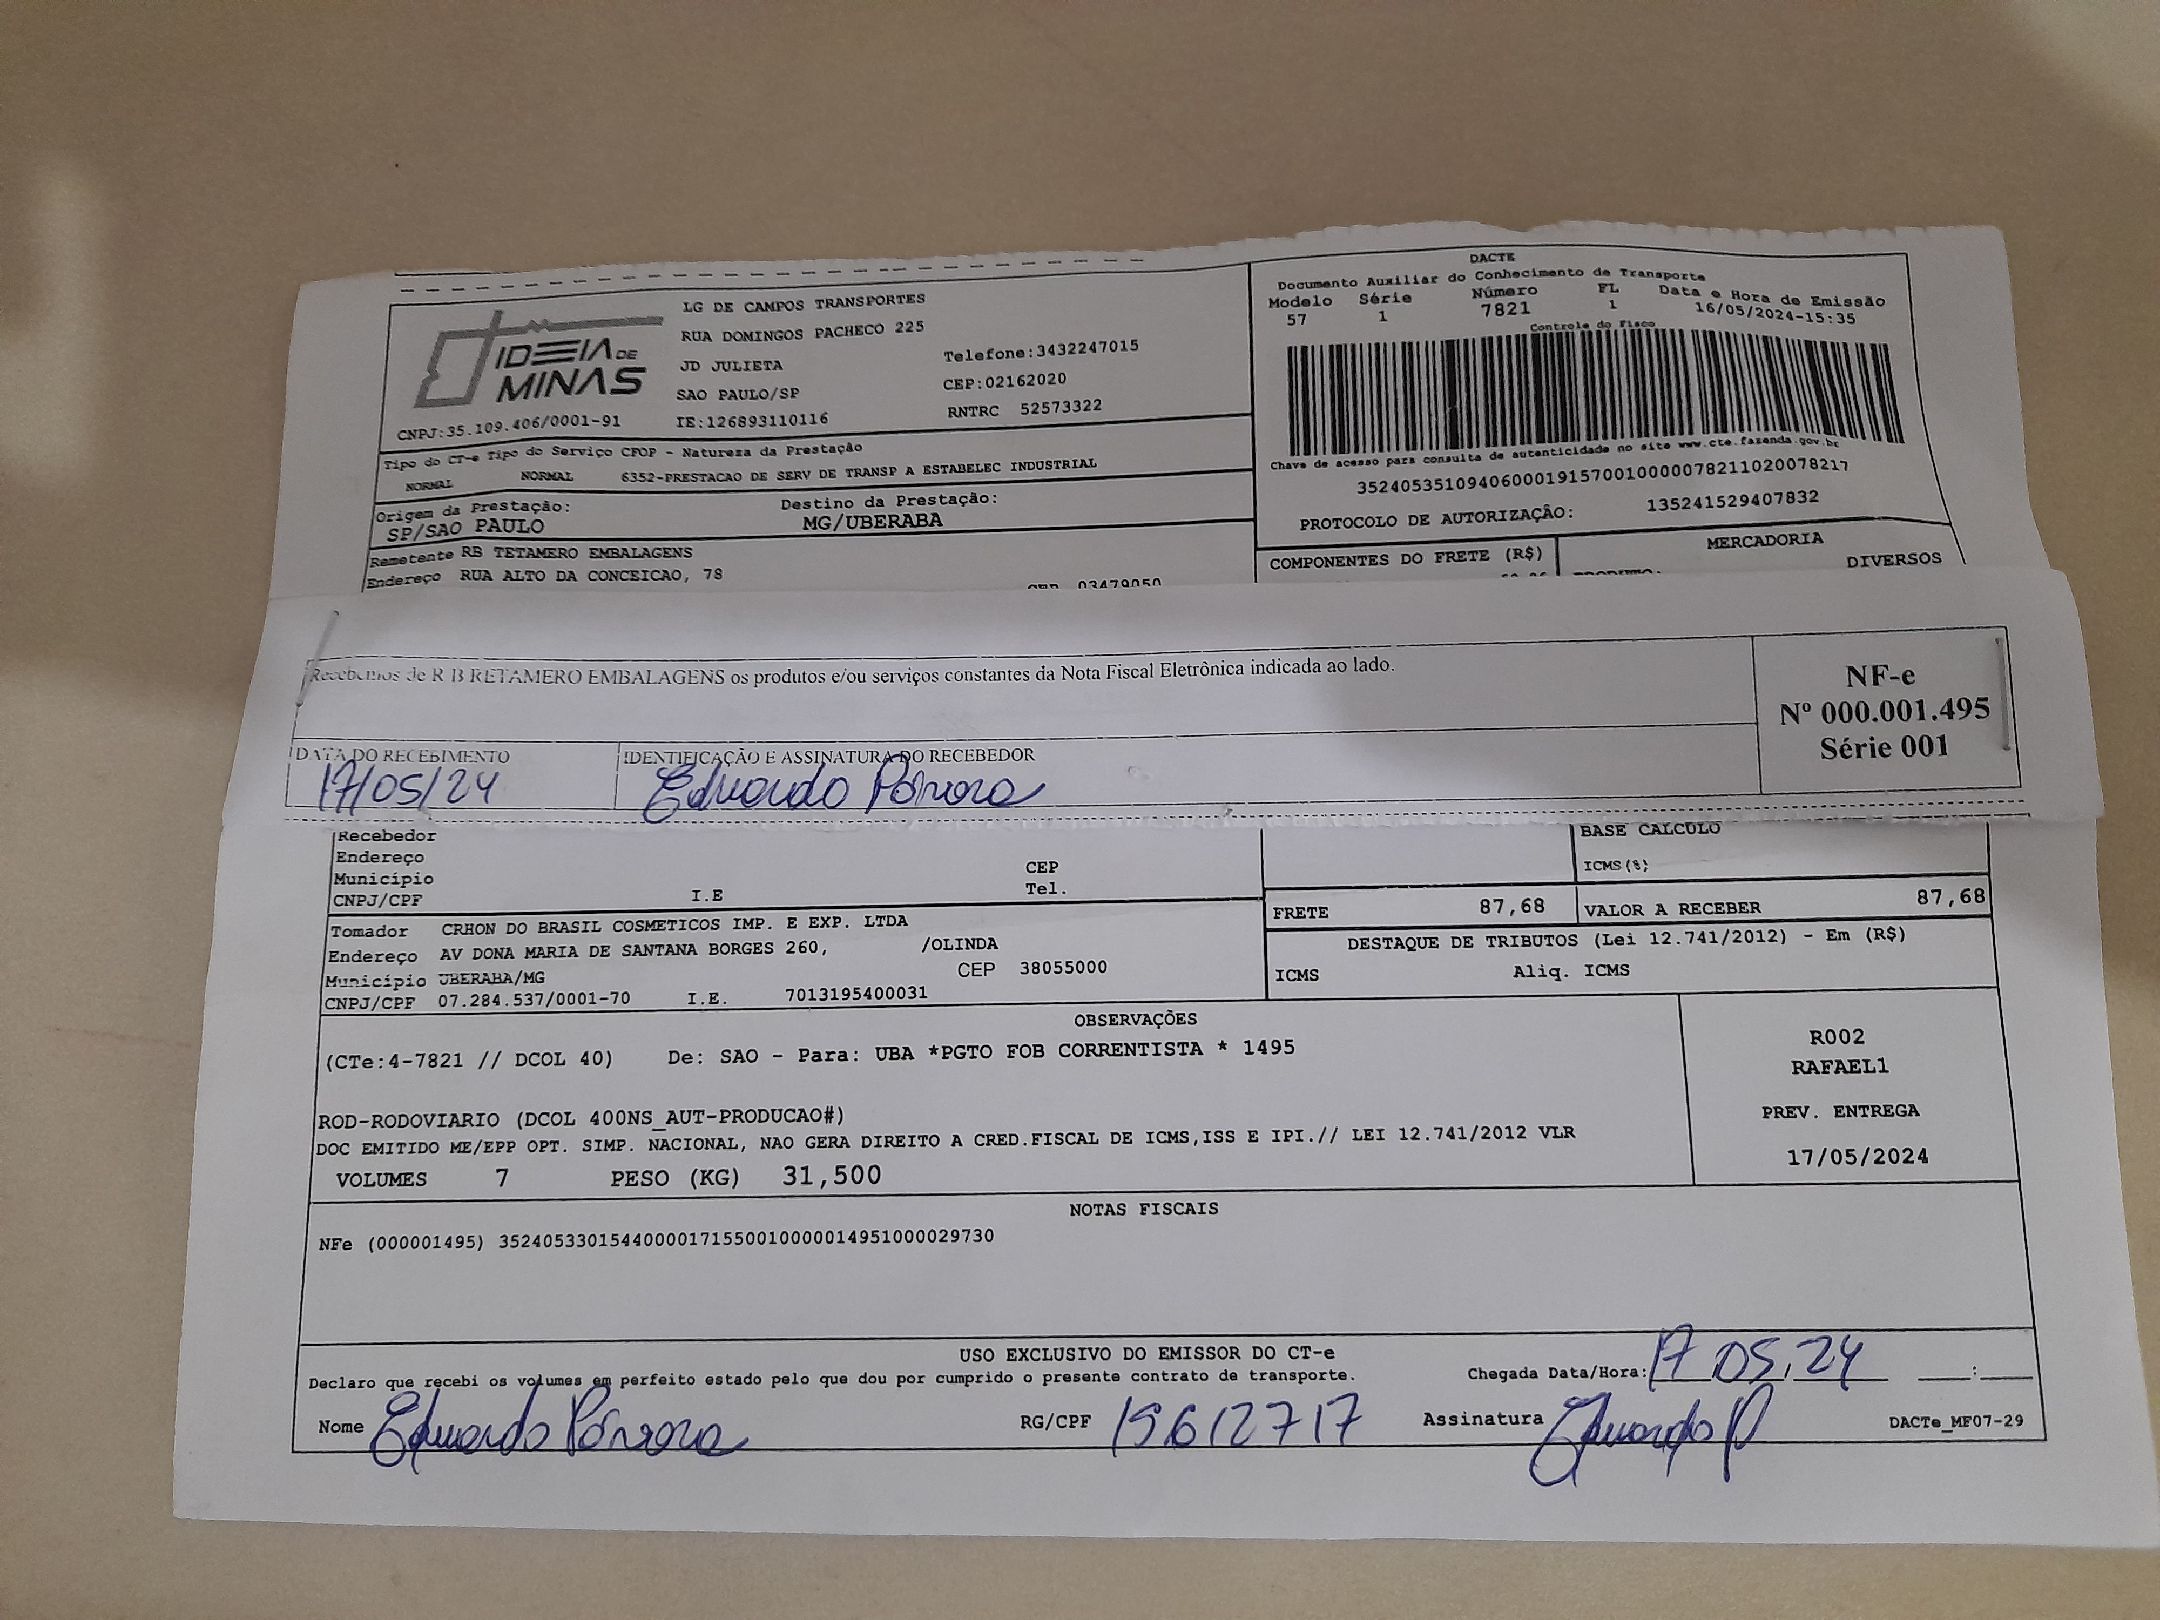 DACTE
Documento Auxiliar do Conhecimento de Transporte
Modelo Série Número FL Data e Hora de Emissão
57 1 7821 1 16/05/2024-15:35
Controle do Fisco
IDEIA DE MINAS
LG DE CAMPOS TRANSPORTES
RUA DOMINGOS PACHECO 225
JD JULIETA Telefone:3432247015
SAO PAULO/SP CEP:02162020
CNPJ:35.109.406/0001-91 IE:126893110116 RNTRC 52573322
Chave de acesso para consulta de autenticidade no site www.cte.fazenda.gov.br
35240535109406000191570010000078211020078217
PROTOCOLO DE AUTORIZAÇÃO: 135241529407832
Tipo do CT-e Tipo do Serviço CFOP - Natureza da Prestação
NORMAL NORMAL 6352-PRESTACAO DE SERV DE TRANSP A ESTABELEC INDUSTRIAL
Origem da Prestação: Destino da Prestação:
SP/SAO PAULO MG/UBERABA
Remetente RB TETAMERO EMBALAGENS
Endereço RUA ALTO DA CONCEICAO, 78
CEP 03479050
COMPONENTES DO FRETE (R$) MERCADORIA
PRODUTO: DIVERSOS
Recebemos de R B RETAMERO EMBALAGENS os produtos e/ou serviços constantes da Nota Fiscal Eletrônica indicada ao lado.
NF-e
Nº 000.001.495
Série 001
DATA DO RECEBIMENTO IDENTIFICAÇÃO E ASSINATURA DO RECEBEDOR
17/05/24 Eduardo
Recebedor
Endereço CEP
Município Tel.
CNPJ/CPF I.E
BASE CALCULO
ICMS(%)
FRETE 87,68 VALOR A RECEBER 87,68
Tomador CRHON DO BRASIL COSMETICOS IMP. E EXP. LTDA
Endereço AV DONA MARIA DE SANTANA BORGES 260, /OLINDA
Município UBERABA/MG CEP 38055000
CNPJ/CPF 07.284.537/0001-70 I.E. 7013195400031
DESTAQUE DE TRIBUTOS (Lei 12.741/2012) - Em (R$)
ICMS Aliq. ICMS
OBSERVAÇÕES
(CTe:4-7821 // DCOL 40) De: SAO - Para: UBA *PGTO FOB CORRENTISTA * 1495
ROD-RODOVIARIO (DCOL 400NS_AUT-PRODUCAO#)
DOC EMITIDO ME/EPP OPT. SIMP. NACIONAL, NAO GERA DIREITO A CRED.FISCAL DE ICMS,ISS E IPI.// LEI 12.741/2012 VLR
VOLUMES 7 PESO (KG) 31,500
R002
RAFAEL1
PREV. ENTREGA
17/05/2024
NOTAS FISCAIS
NFe (000001495) 35240533015440000171550010000014951000029730
USO EXCLUSIVO DO EMISSOR DO CT-e
Declaro que recebi os volumes em perfeito estado pelo que dou por cumprido o presente contrato de transporte.
Chegada Data/Hora: 17 05.24 :
Nome Eduardo RG/CPF 15612717 Assinatura Eduardo P DACTe_MF07-29